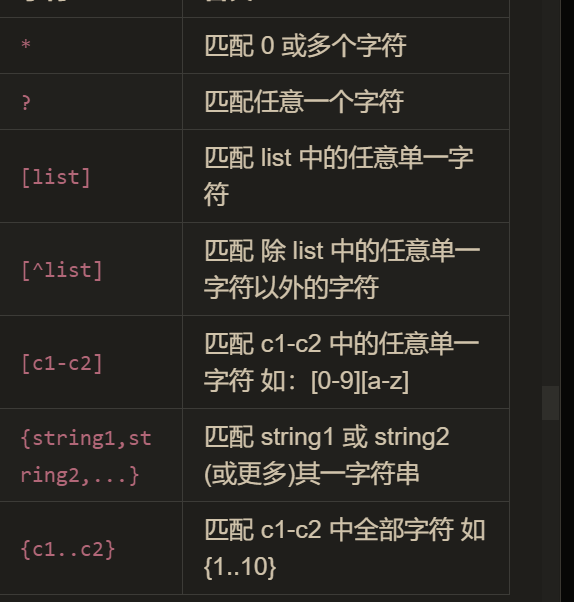 * 匹配 0 或多个字符
? 匹配任意一个字符
[list] 匹配 list 中的任意单一字
符
[^list] 匹配 除 list 中的任意单一
字符以外的字符
[c1-c2] 匹配 c1-c2 中的任意单一
字符 如：[0-9][a-z]
{string1,st
ring2,...}
匹配 string1 或 string2
(或更多)其一字符串
{c1..c2} 匹配 c1-c2 中全部字符 如
{1..10}